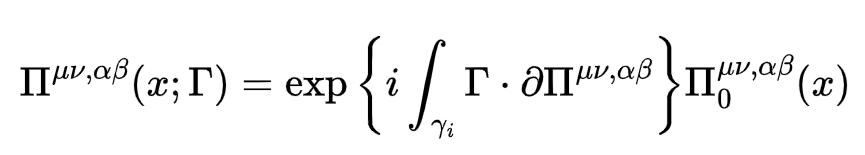 Π^{μν,αβ}(x; Γ) = exp { i ∫_{γ_i} Γ · ∂Π^{μν,αβ} } Π_0^{μν,αβ}(x)